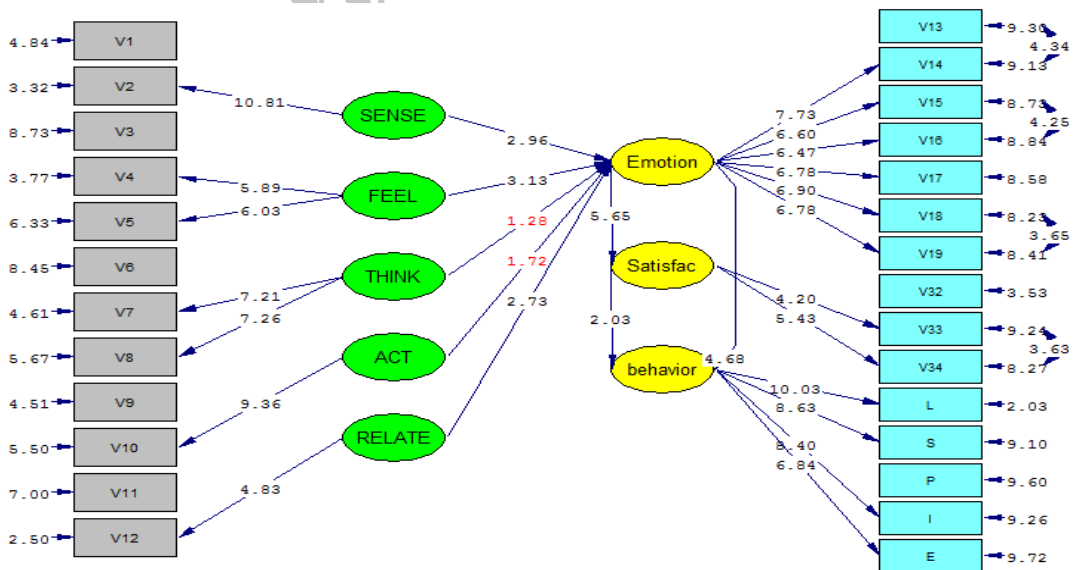 4.84 V1
3.32 V2
8.73 V3
3.77 V4
6.33 V5
8.45 V6
4.61 V7
5.67 V8
4.51 V9
5.50 V10
7.00 V11
2.50 V12
10.81
5.89
6.03
7.21
7.26
9.36
4.83
SENSE
FEEL
THINK
ACT
RELATE
2.96
3.13
1.28
1.72
2.73
Emotion
5.65
Satisfac
2.03
behavior
4.68
7.73
6.60
6.47
6.78
6.90
6.78
4.20
5.43
10.03
8.63
8.40
6.84
V13 9.30
4.34
V14 9.13
V15 8.73
4.25
V16 8.84
V17 8.58
V18 8.23
3.65
V19 8.41
V32 3.53
V33 9.24
3.63
V34 8.27
L 2.03
S 9.10
P 9.60
I 9.26
E 9.72